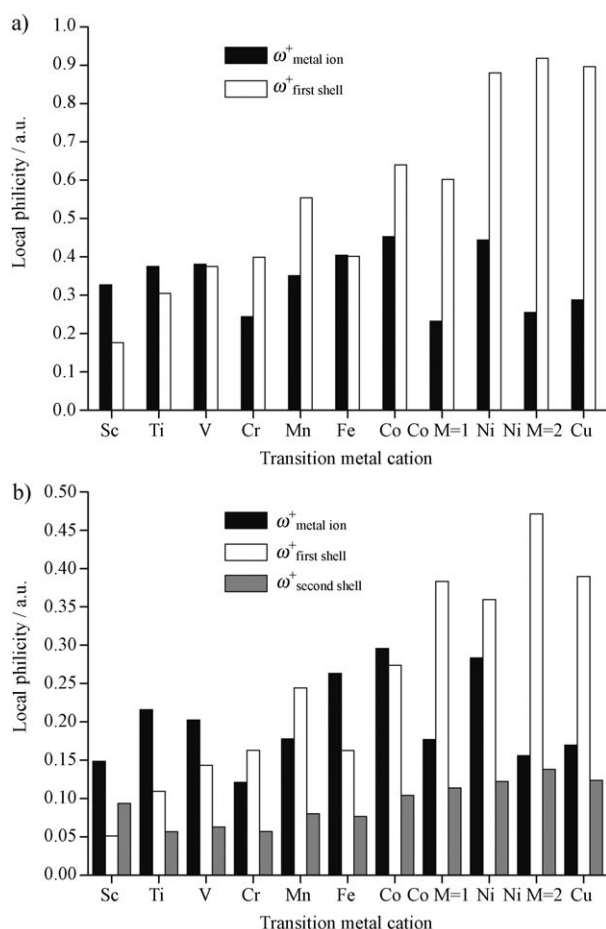 a)
1.0
0.9
0.8
0.7
0.6
0.5
0.4
0.3
0.2
0.1
0.0
Local philicity / a.u.
ω⁺metal ion
ω⁺first shell
Sc Ti V Cr Mn Fe Co Co M=1 Ni Ni M=2 Cu
Transition metal cation
b)
0.50
0.45
0.40
0.35
0.30
0.25
0.20
0.15
0.10
0.05
0.00
Local philicity / a.u.
ω⁺metal ion
ω⁺first shell
ω⁺second shell
Sc Ti V Cr Mn Fe Co Co M=1 Ni Ni M=2 Cu
Transition metal cation